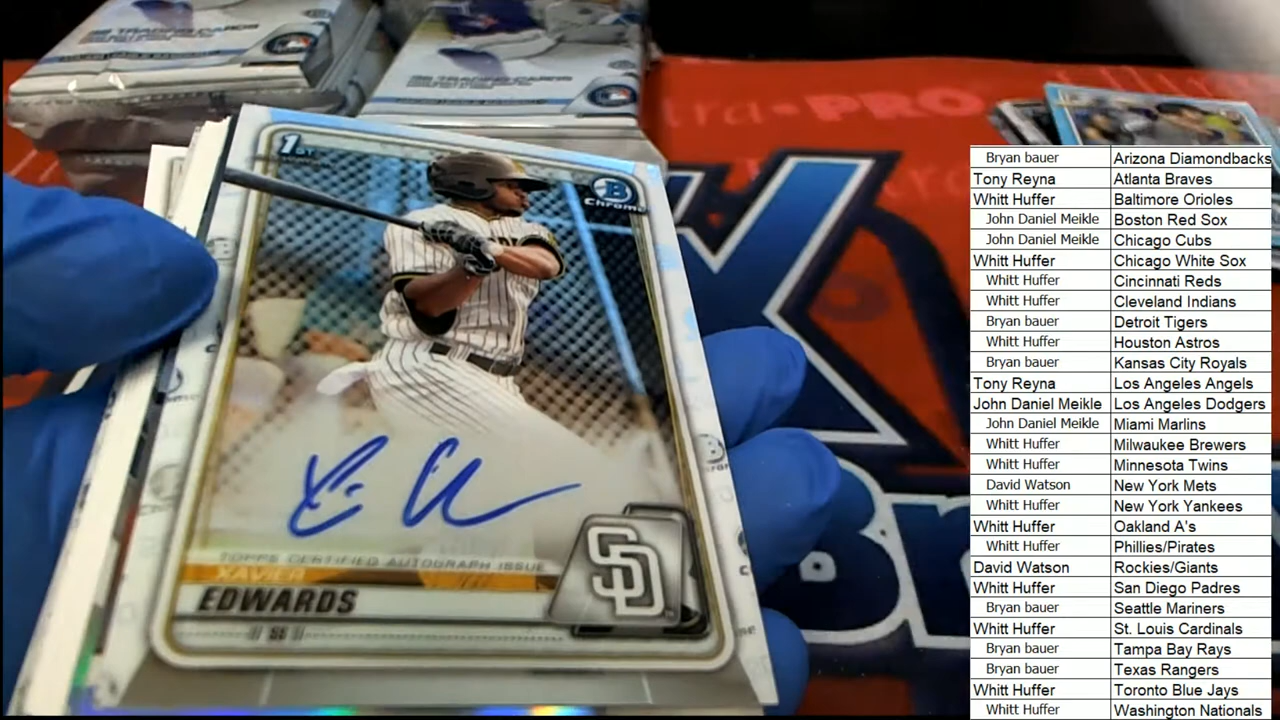 TRADING CARDS
TRADING CARDS
ultra•PRO
1ST
B
Chrome
TOPPS CERTIFIED AUTOGRAPH ISSUE
XAVIER
EDWARDS
SS
SD
Bryan bauer Arizona Diamondbacks
Tony Reyna Atlanta Braves
Whitt Huffer Baltimore Orioles
John Daniel Meikle Boston Red Sox
John Daniel Meikle Chicago Cubs
Whitt Huffer Chicago White Sox
Whitt Huffer Cincinnati Reds
Whitt Huffer Cleveland Indians
Bryan bauer Detroit Tigers
Whitt Huffer Houston Astros
Bryan bauer Kansas City Royals
Tony Reyna Los Angeles Angels
John Daniel Meikle Los Angeles Dodgers
John Daniel Meikle Miami Marlins
Whitt Huffer Milwaukee Brewers
Whitt Huffer Minnesota Twins
David Watson New York Mets
Whitt Huffer New York Yankees
Whitt Huffer Oakland A's
Whitt Huffer Phillies/Pirates
David Watson Rockies/Giants
Whitt Huffer San Diego Padres
Bryan bauer Seattle Mariners
Whitt Huffer St. Louis Cardinals
Bryan bauer Tampa Bay Rays
Bryan bauer Texas Rangers
Whitt Huffer Toronto Blue Jays
Whitt Huffer Washington Nationals